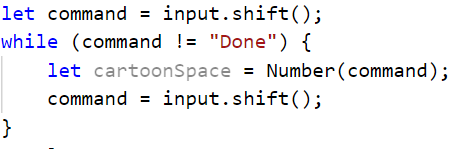 let command = input.shift();
while (command != "Done") {
    let cartoonSpace = Number(command);
    command = input.shift();
}